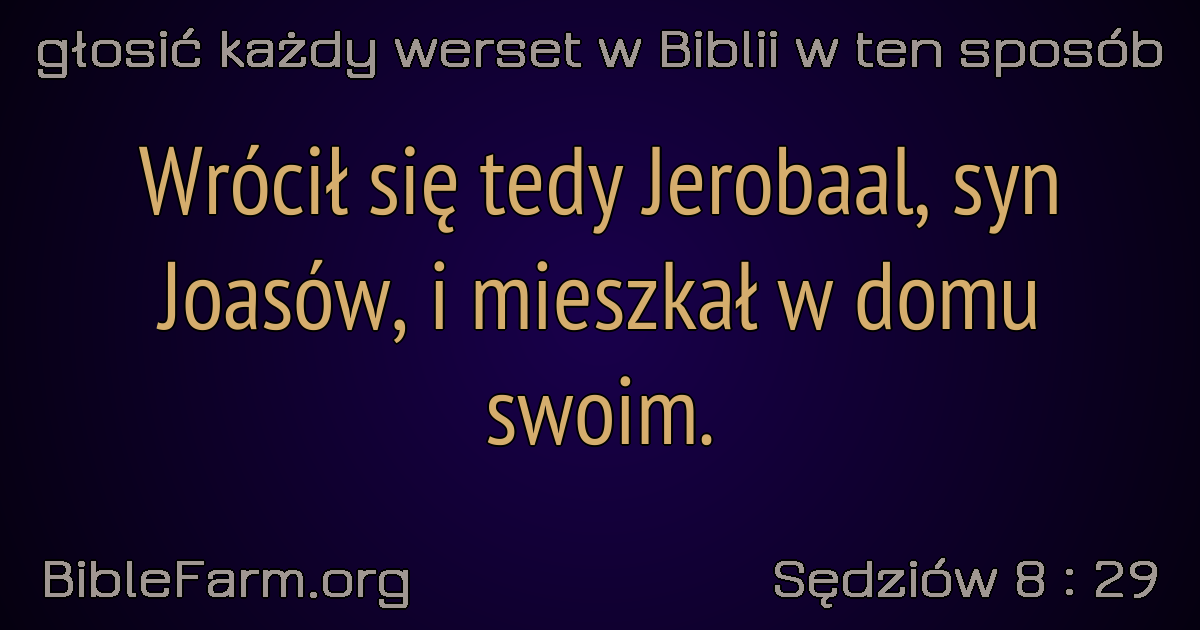 głosić każdy werset w Biblii w ten sposób
Wrócił się tedy Jerobaal, syn
Joasów, i mieszkał w domu
swoim.
BibleFarm.org
Sędziów 8 : 29